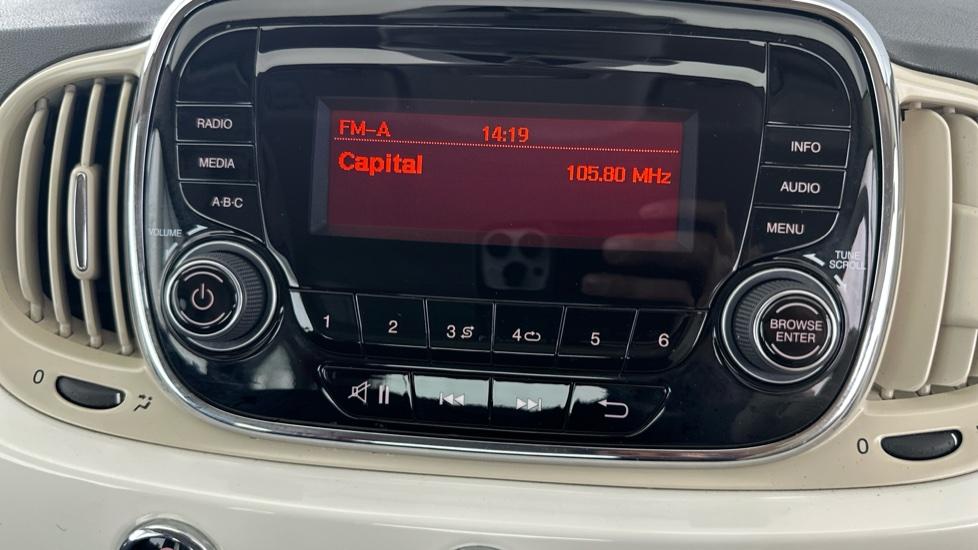 FM-A 14:19
Capital 105.80 MHz
RADIO
MEDIA
A·B·C
VOLUME
INFO
AUDIO
MENU
TUNE
SCROLL
BROWSE
ENTER
1 2 3 4 5 6
0
0